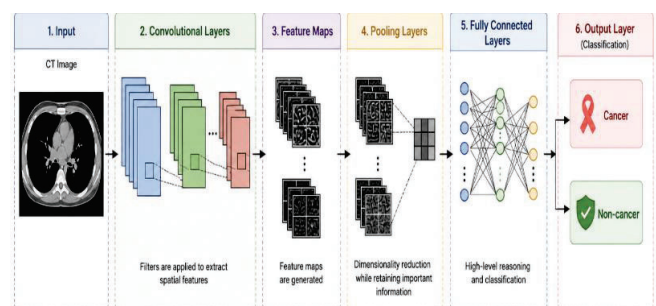 1. Input
2. Convolutional Layers
3. Feature Maps
4. Pooling Layers
5. Fully Connected
Layers
6. Output Layer
(Classification)
CT Image
Cancer
Non-cancer
Filters are applied to extract
spatial features
Feature maps
are generated
Dimensionality reduction
while retaining important
information
High-level reasoning
and classification